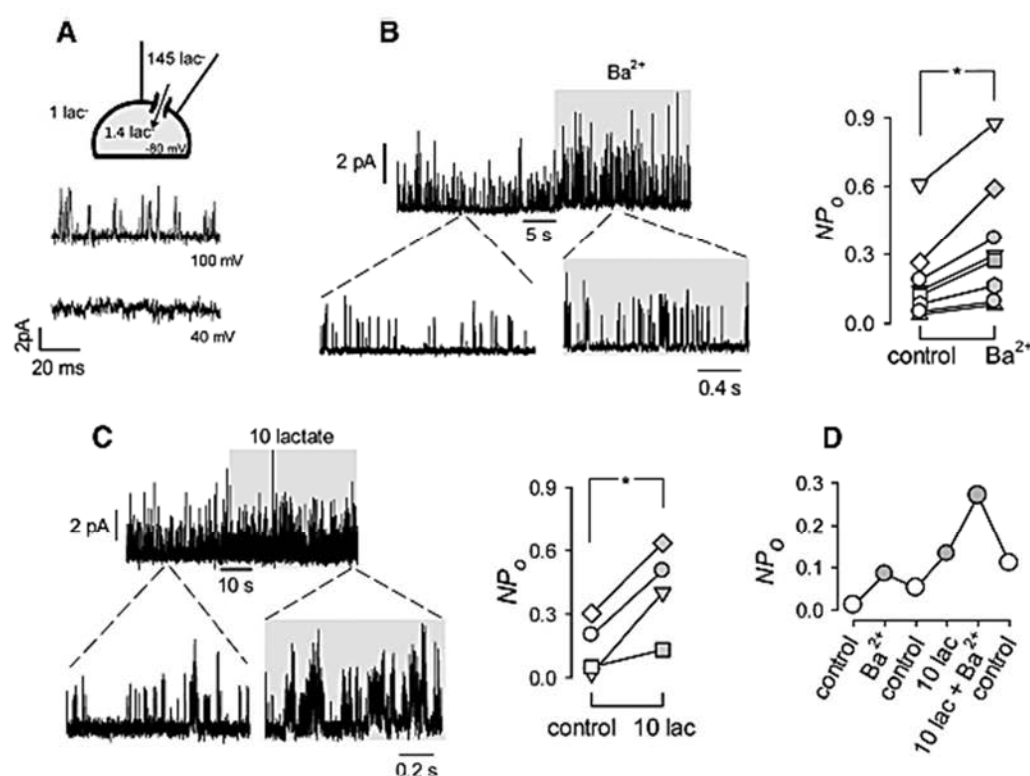 A
145 lac⁻
1 lac⁻
1.4 lac⁻
-80 mV
100 mV
40 mV
2pA
20 ms
B
Ba²⁺
2 pA
5 s
0.4 s
*
0.9
0.6
0.3
0.0
NPo
control Ba²⁺
C
10 lactate
2 pA
10 s
0.2 s
*
0.9
0.6
0.3
0.0
NPo
control 10 lac
D
0.3
0.2
0.1
0.0
NPo
control
Ba²⁺
control
10 lac
10 lac + Ba²⁺
control